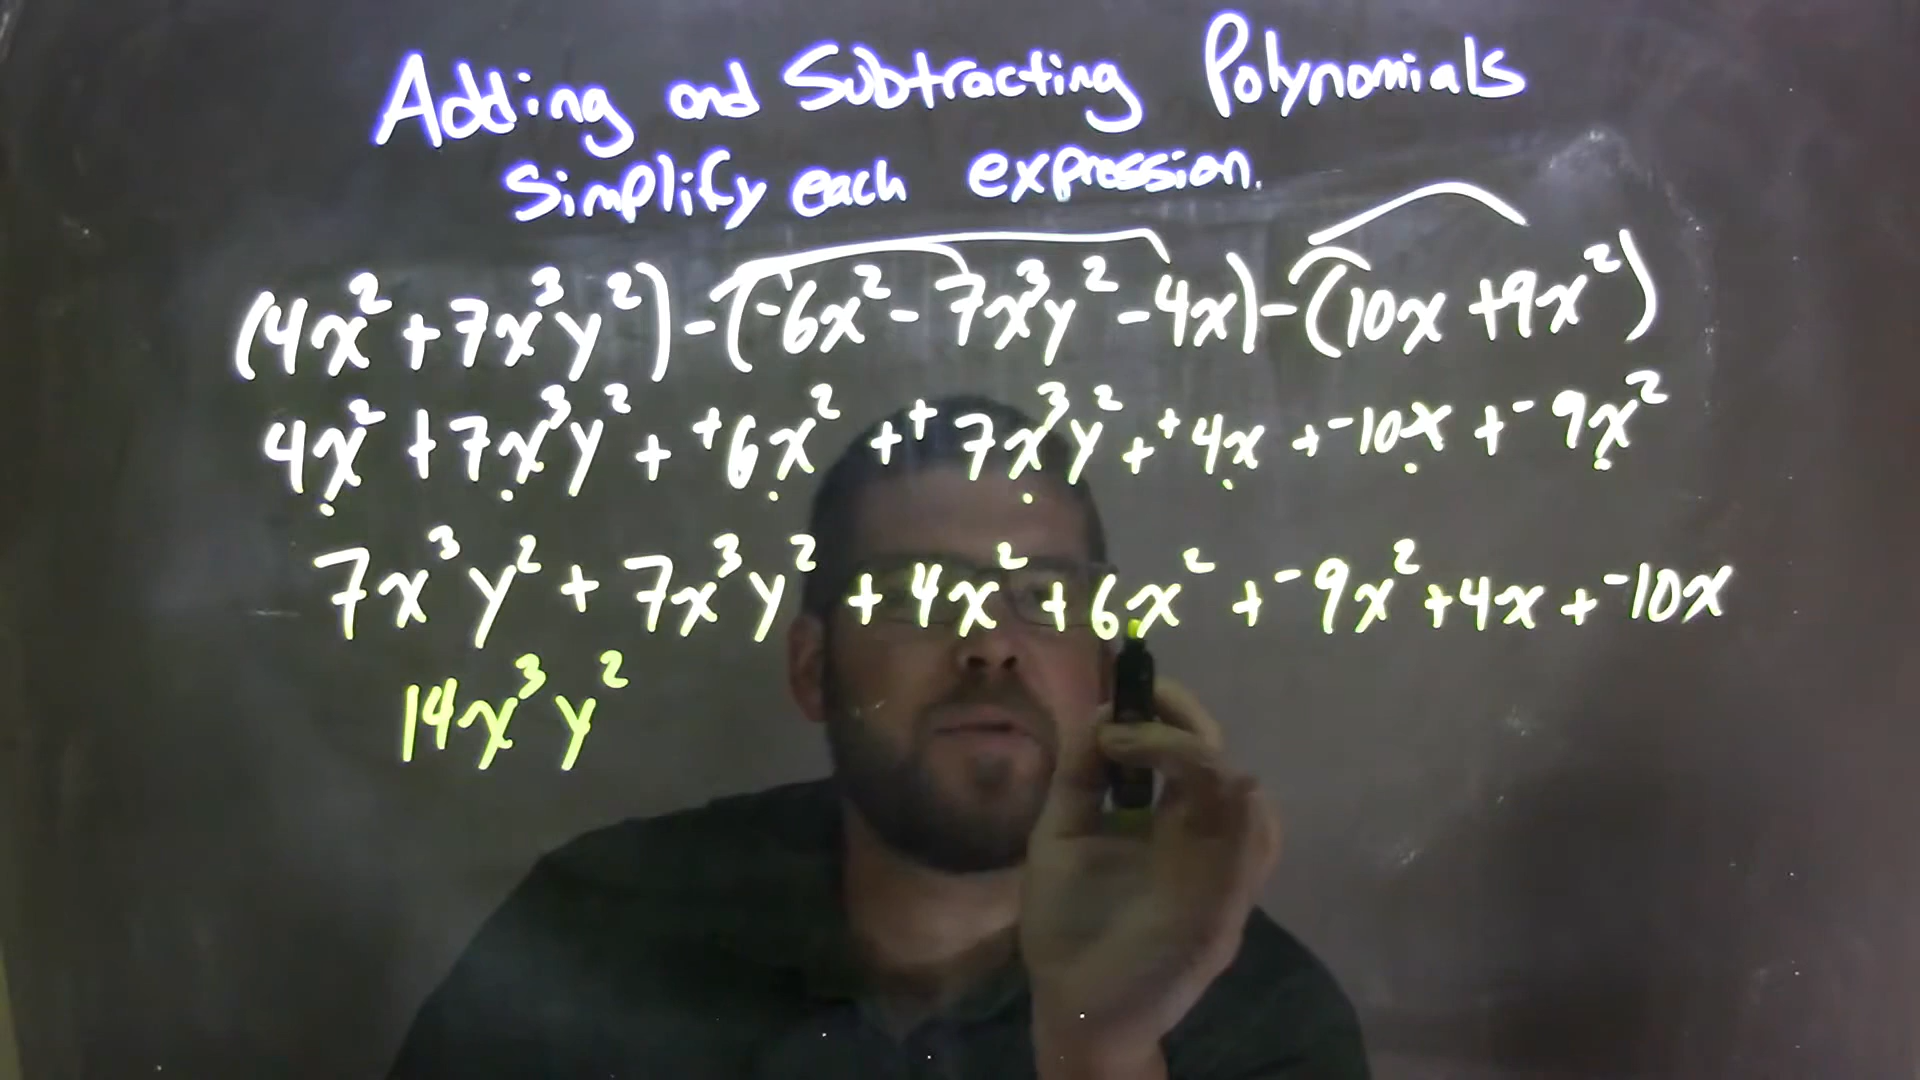 Adding and Subtracting Polynomials
Simplify each expression.
(4x² + 7x³y²) - (⁻6x² - 7x³y² - 4x) - (10x + 9x²)
4x² + 7x³y² + ⁺6x² + ⁺7x³y² + ⁺4x + ⁻10x + ⁻9x²
7x³y² + 7x³y² + 4x² + 6x² + ⁻9x² + 4x + ⁻10x
14x³y²